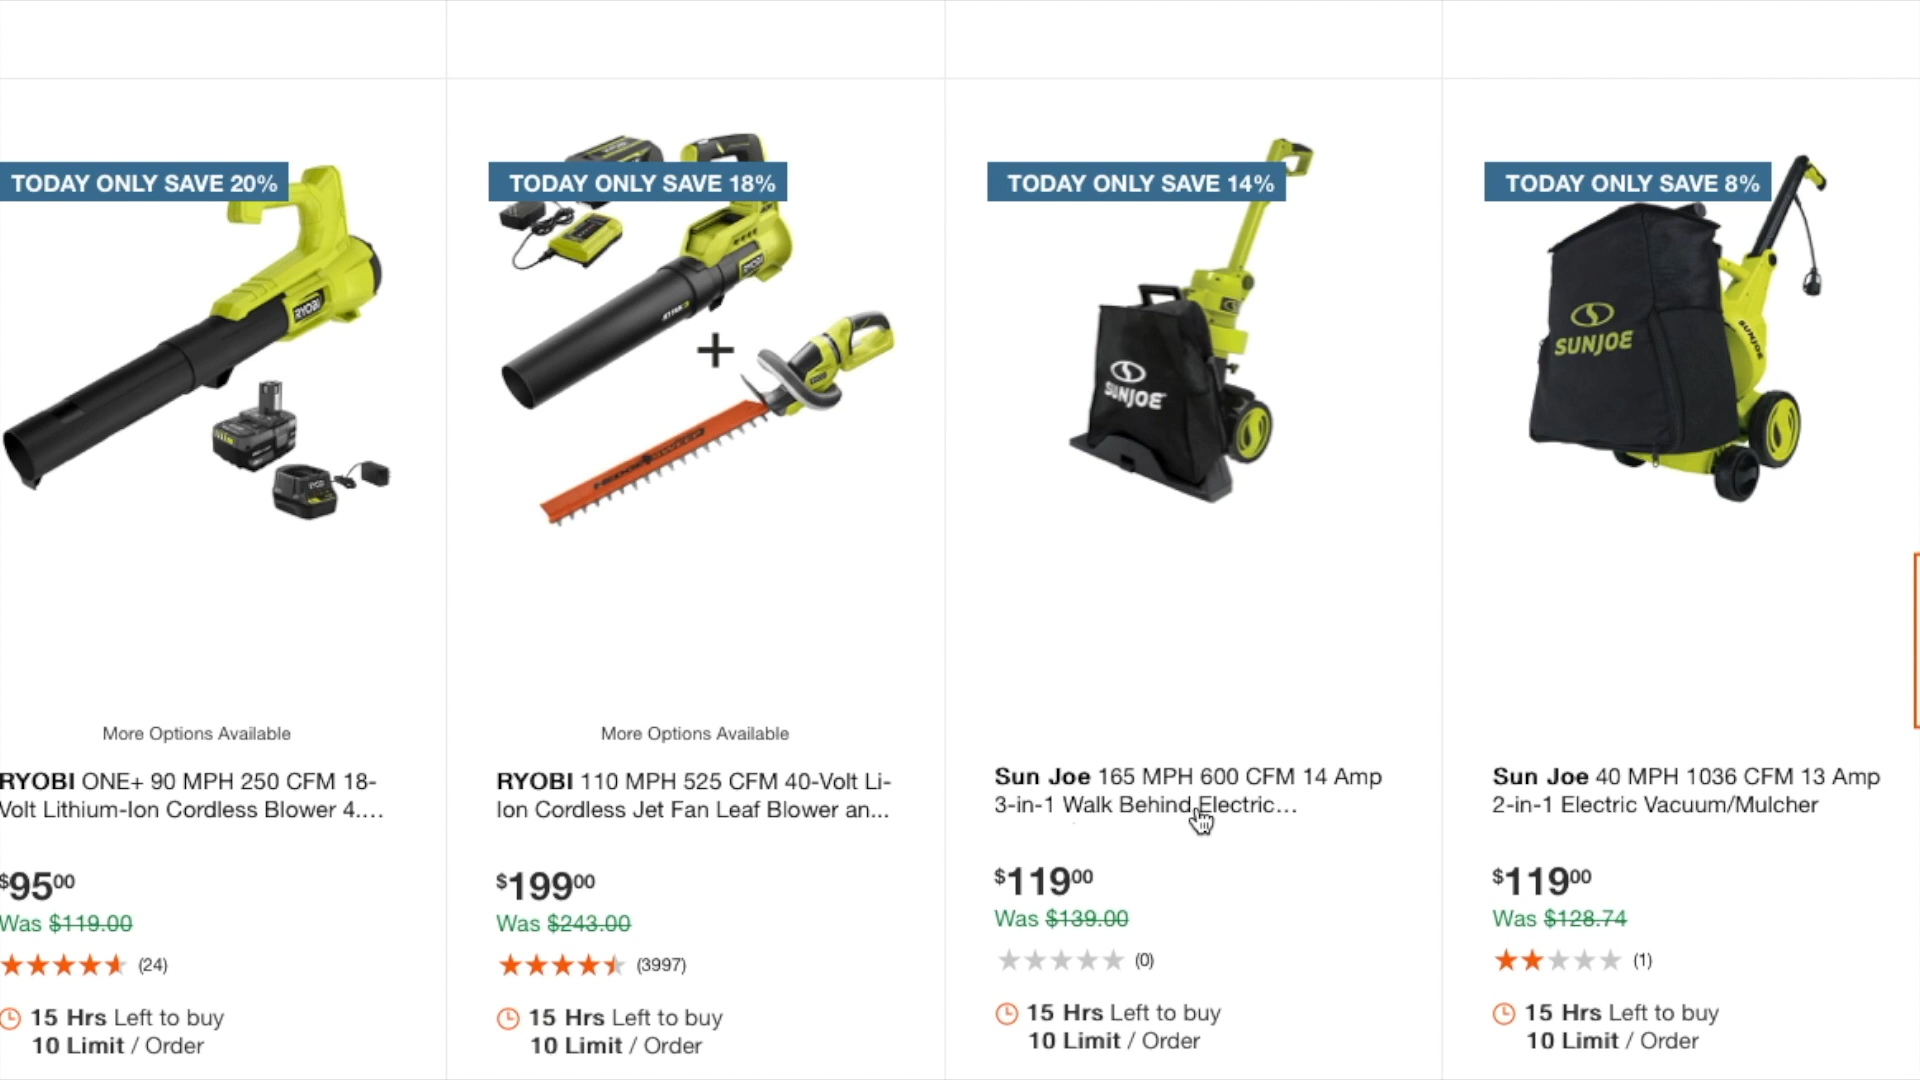 TODAY ONLY SAVE 20%
RYOBI
More Options Available
RYOBI ONE+ 90 MPH 250 CFM 18-
Volt Lithium-Ion Cordless Blower 4....
$95 00
Was $119.00
(24)
15 Hrs Left to buy
10 Limit / Order
TODAY ONLY SAVE 18%
RYOBI
More Options Available
RYOBI 110 MPH 525 CFM 40-Volt Li-
Ion Cordless Jet Fan Leaf Blower an...
$199 00
Was $243.00
(3997)
15 Hrs Left to buy
10 Limit / Order
TODAY ONLY SAVE 14%
SUNJOE
Sun Joe 165 MPH 600 CFM 14 Amp
3-in-1 Walk Behind Electric...
$119 00
Was $139.00
(0)
15 Hrs Left to buy
10 Limit / Order
TODAY ONLY SAVE 8%
SUNJOE
SUNJOE
Sun Joe 40 MPH 1036 CFM 13 Amp
2-in-1 Electric Vacuum/Mulcher
$119 00
Was $128.74
(1)
15 Hrs Left to buy
10 Limit / Order